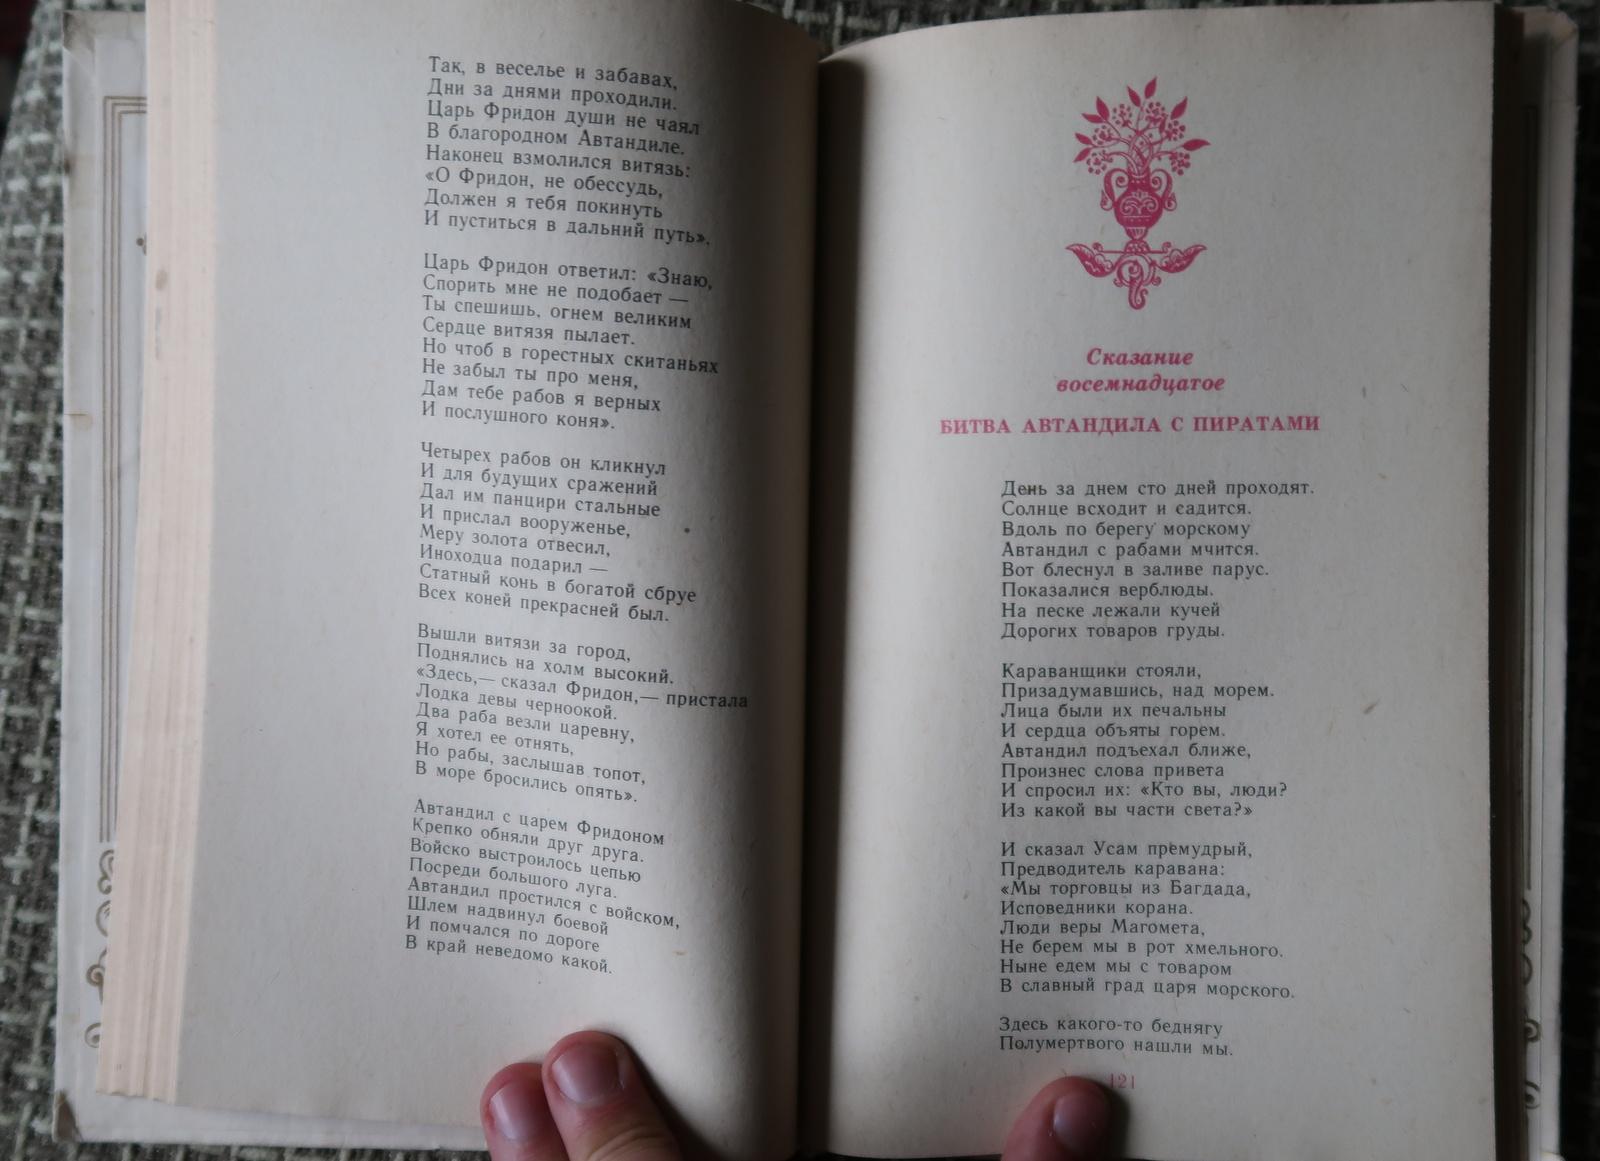 Так, в веселье и забавах,
Дни за днями проходили.
Царь Фридон души не чаял
В благородном Автандиле.
Наконец взмолился витязь:
«О Фридон, не обессудь,
Должен я тебя покинуть
И пуститься в дальний путь».
Царь Фридон ответил: «Знаю,
Спорить мне не подобает —
Ты спешишь, огнем великим
Сердце витязя пылает.
Но чтоб в горестных скитаньях
Не забыл ты про меня,
Дам тебе рабов я верных
И послушного коня».
Четырех рабов он кликнул
И для будущих сражений
Дал им панцири стальные
И прислал вооруженье,
Меру золота отвесил,
Иноходца подарил —
Статный конь в богатой сбруе
Всех коней прекрасней был.
Вышли витязи за город,
Поднялись на холм высокий.
«Здесь,— сказал Фридон,— пристала
Лодка девы черноокой.
Два раба везли царевну,
Я хотел ее отнять,
Но рабы, заслышав топот,
В море бросились опять».
Автандил с царем Фридоном
Крепко обняли друг друга.
Войско выстроилось цепью
Посреди большого луга.
Автандил простился с войском,
Шлем надвинул боевой
И помчался по дороге
В край неведомо какой.
Сказание
восемнадцатое
БИТВА АВТАНДИЛА С ПИРАТАМИ
День за днем сто дней проходят.
Солнце всходит и садится.
Вдоль по берегу морскому
Автандил с рабами мчится.
Вот блеснул в заливе парус.
Показалися верблюды.
На песке лежали кучей
Дорогих товаров груды.
Караванщики стояли,
Призадумавшись, над морем.
Лица были их печальны
И сердца объяты горем.
Автандил подъехал ближе,
Произнес слова привета
И спросил их: «Кто вы, люди?
Из какой вы части света?»
И сказал Усам премудрый,
Предводитель каравана:
«Мы торговцы из Багдада,
Исповедники корана.
Люди веры Магомета,
Не берем мы в рот хмельного.
Ныне едем мы с товаром
В славный град царя морского.
Здесь какого-то беднягу
Полумертвого нашли мы.
121